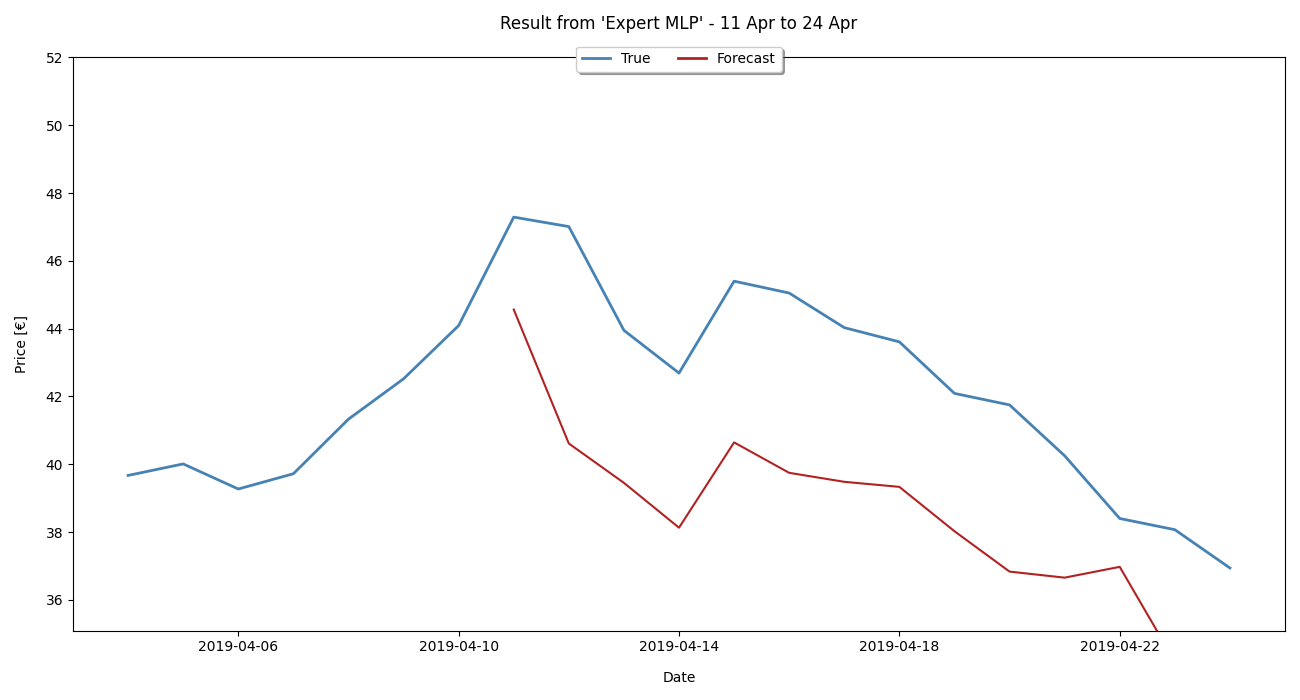 Result from 'Expert MLP' - 11 Apr to 24 Apr
True Forecast
52
50
48
46
44
42
40
38
36
Price [€]
2019-04-06 2019-04-10 2019-04-14 2019-04-18 2019-04-22
Date